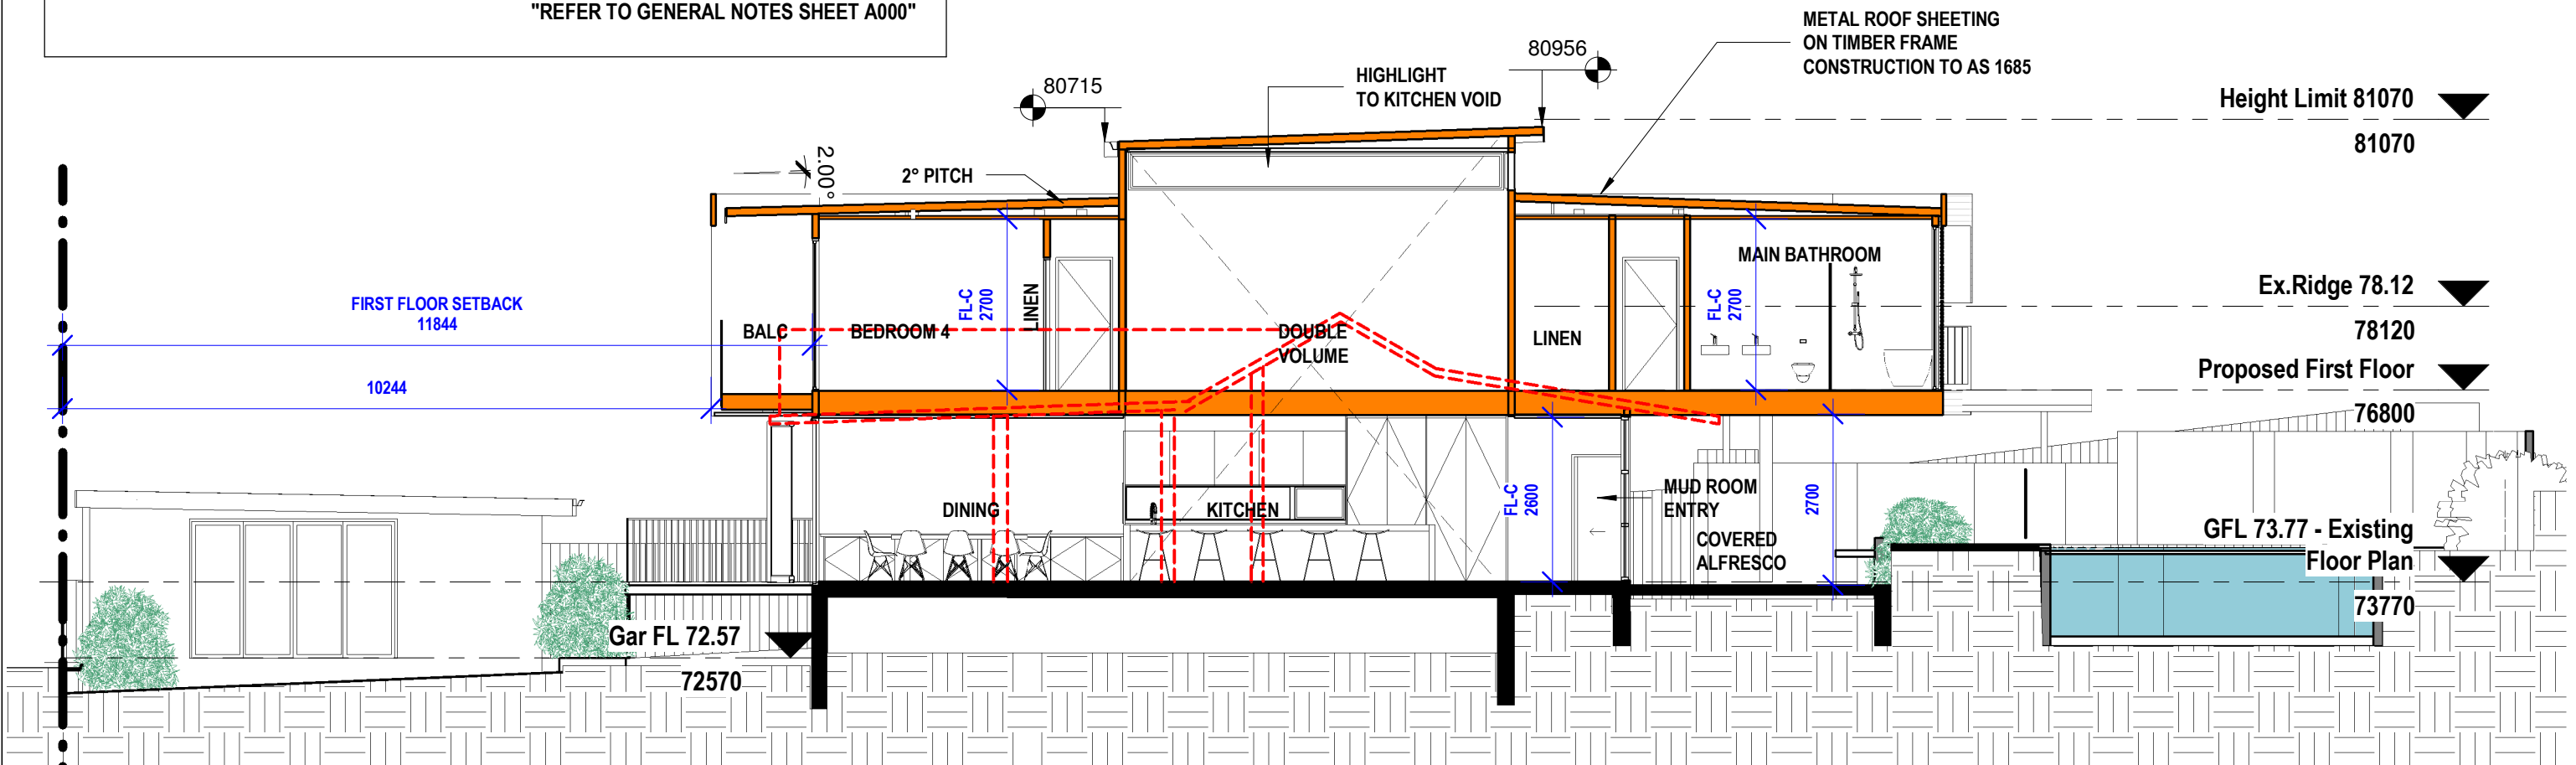 "REFER TO GENERAL NOTES SHEET A000"
METAL ROOF SHEETING
ON TIMBER FRAME
CONSTRUCTION TO AS 1685
80956
80715
HIGHLIGHT
TO KITCHEN VOID
Height Limit 81070
81070
2.00°
2° PITCH
MAIN BATHROOM
FIRST FLOOR SETBACK
11844
FL-C
2700
LINEN
FL-C
2700
Ex.Ridge 78.12
78120
BALC
BEDROOM 4
DOUBLE
VOLUME
LINEN
10244
Proposed First Floor
76800
DINING
KITCHEN
FL-C
2600
MUD ROOM
ENTRY
COVERED
ALFRESCO
2700
GFL 73.77 - Existing
Floor Plan
73770
Gar FL 72.57
72570